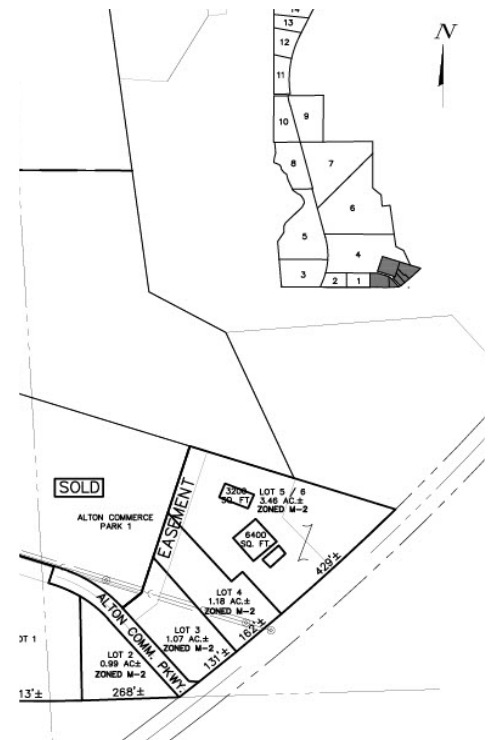 14
13
12
11
10
9
8
7
6
5
4
3
2
1
N
SOLD
ALTON COMMERCE
PARK 1
EASEMENT
3200
SQ. FT.
LOT 5 / 6
3.46 AC.±
ZONED M-2
6400
SQ. FT.
429'±
LOT 4
1.18 AC.±
ZONED M-2
162'±
LOT 3
1.07 AC.±
ZONED M-2
131'±
ALTON COMM. PKWY.
LOT 2
0.99 AC±
ZONED M-2
268'±
OT 1
13'±